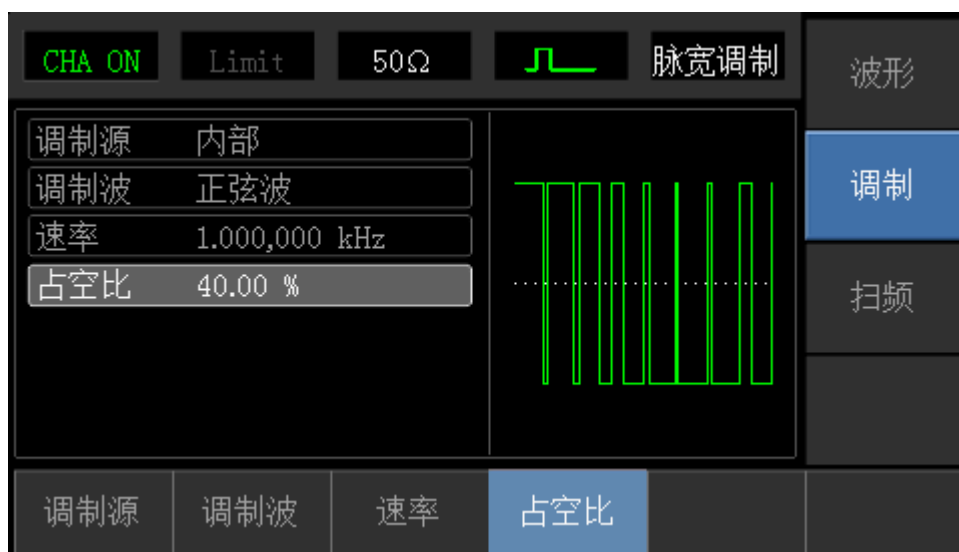 CHA ON Limit 50Ω 脉宽调制
波形
调制源 内部
调制波 正弦波
速率 1.000,000 kHz
占空比 40.00 %
调制
扫频
调制源 调制波 速率 占空比